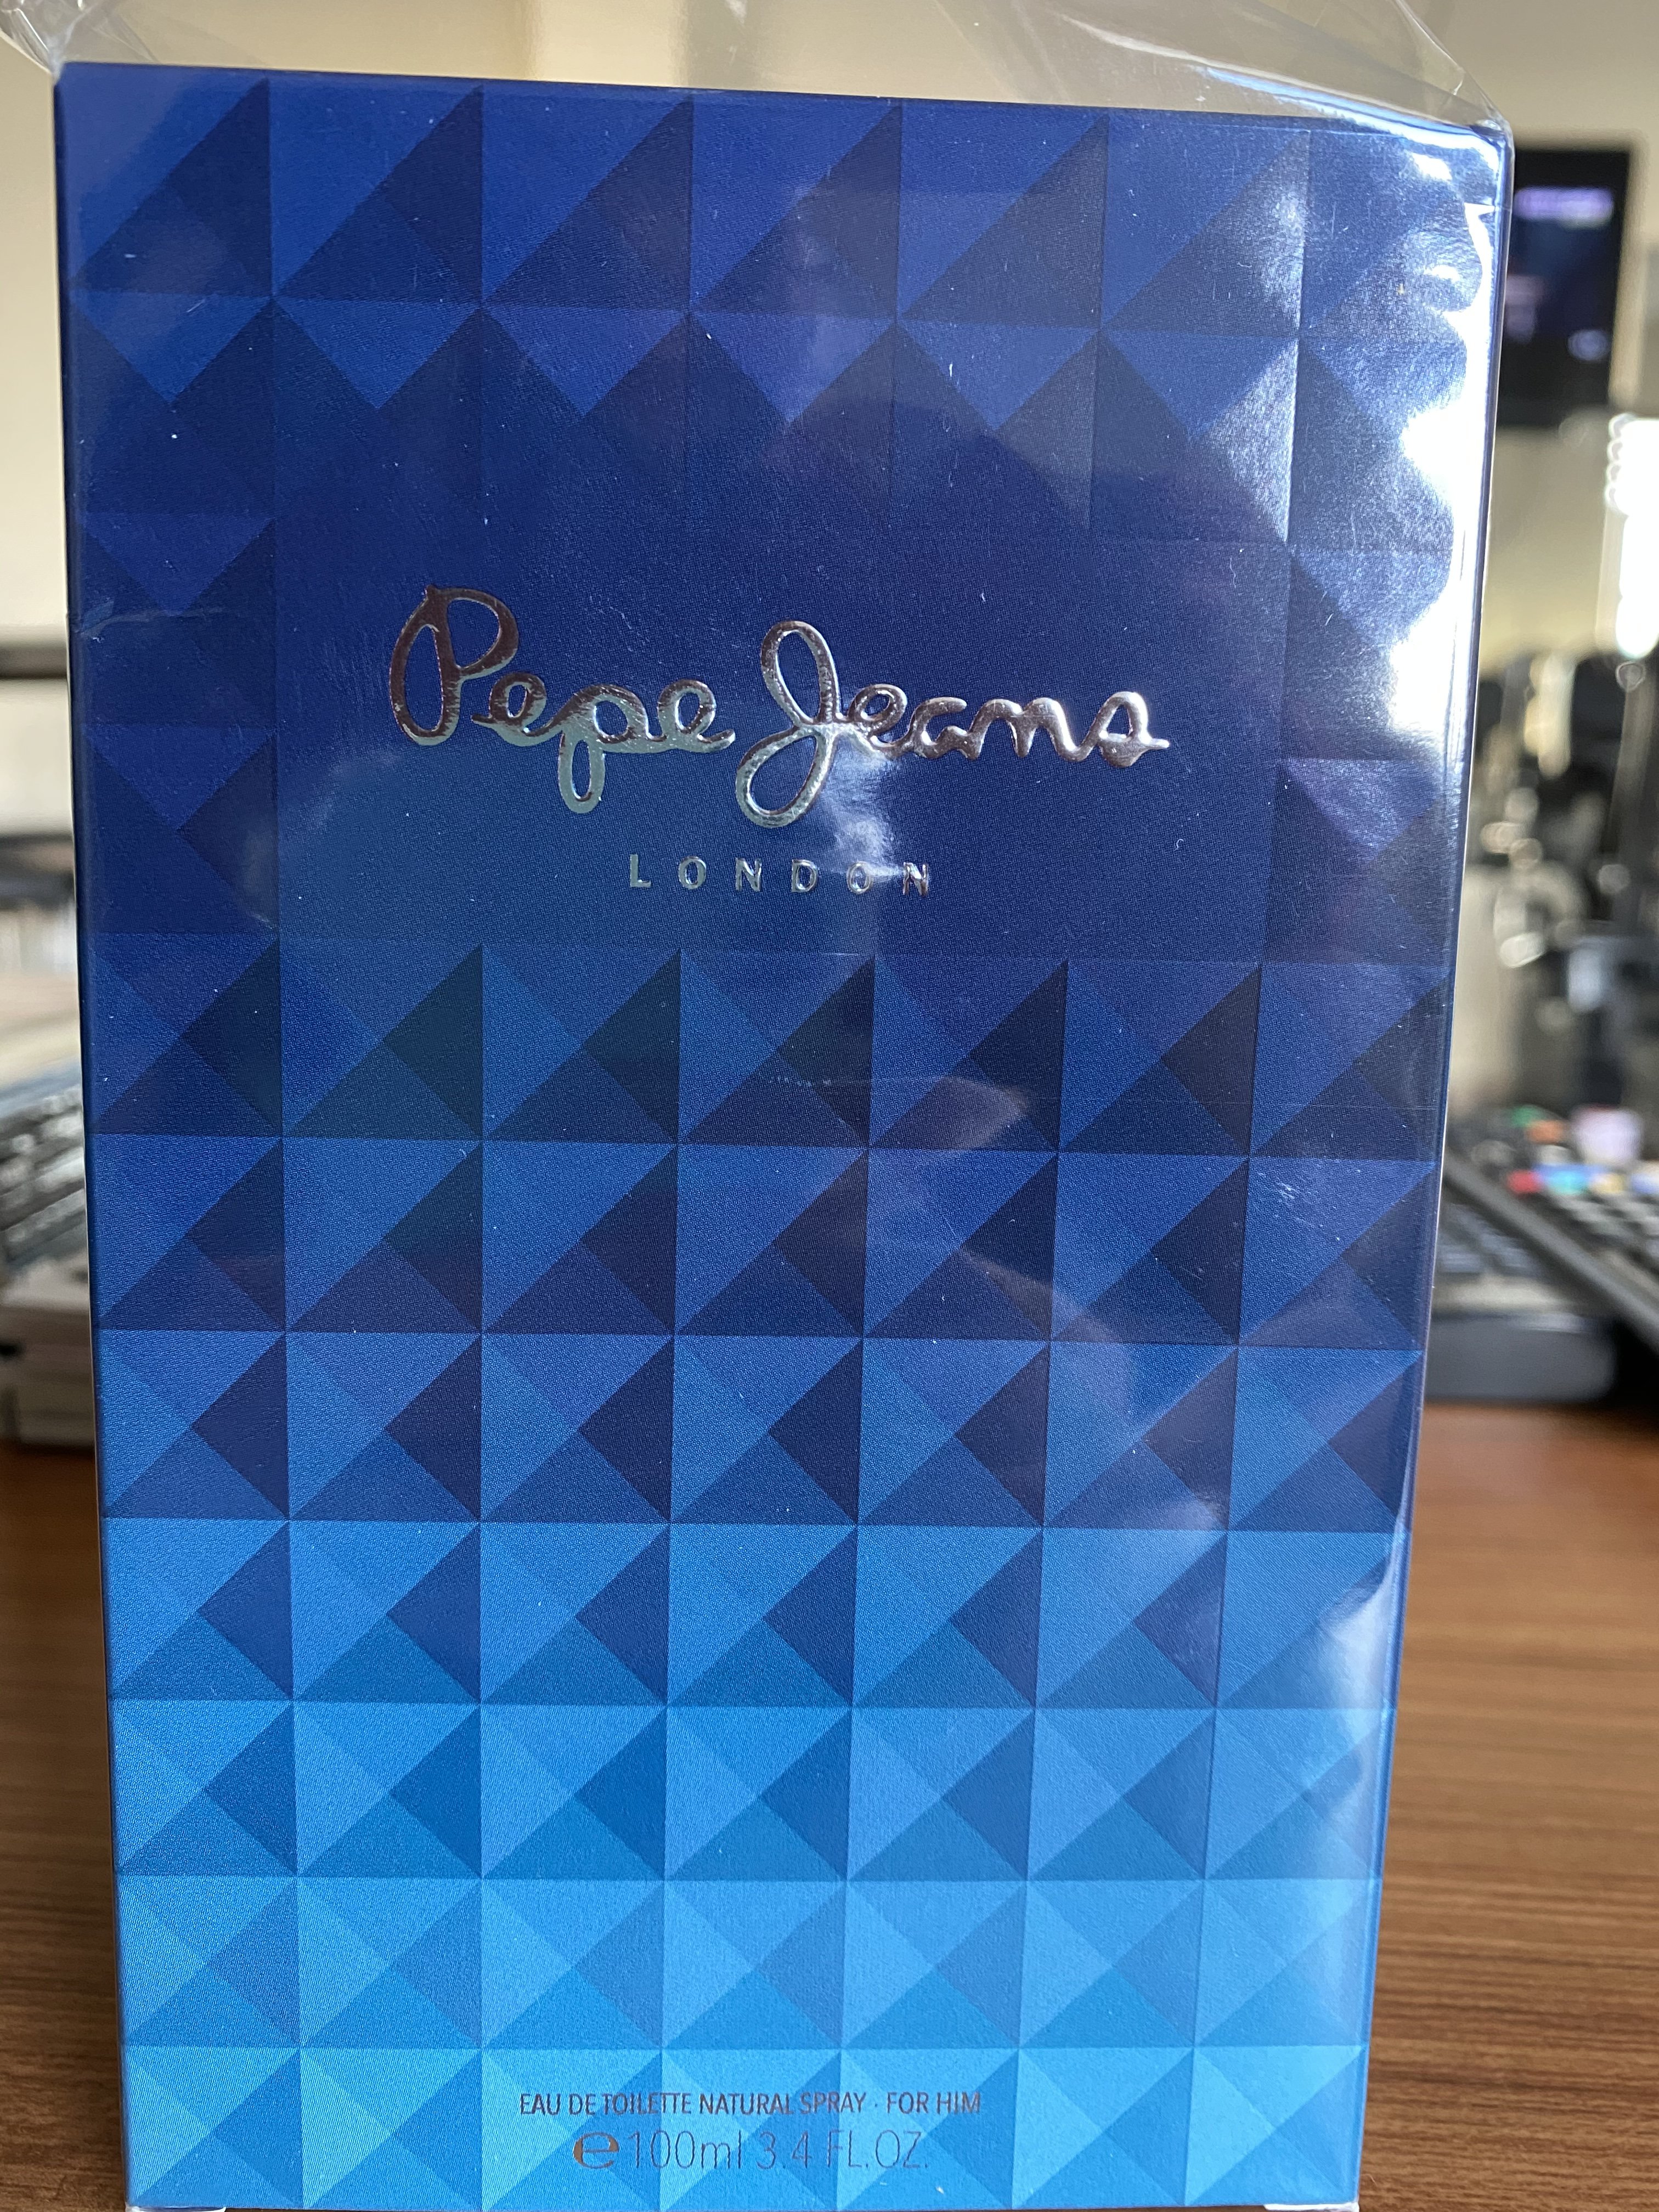 Pepe Jeans
LONDON
EAU DE TOILETTE NATURAL SPRAY · FOR HIM
℮100ml 3.4 FL.OZ.